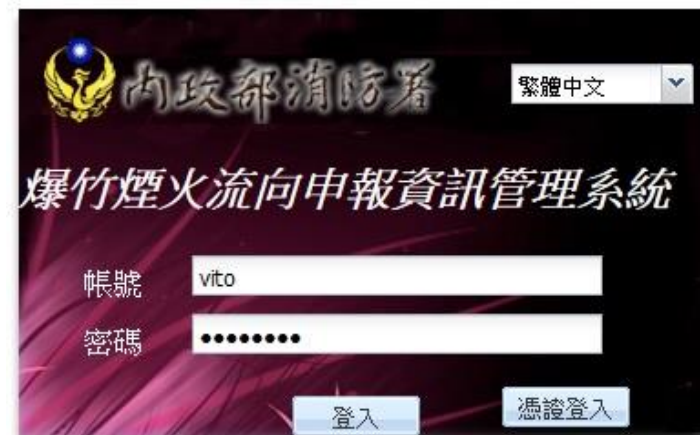 內政部消防署
繁體中文
爆竹煙火流向申報資訊管理系統
帳號 vito
密碼 ●●●●●●●●
登入 憑證登入